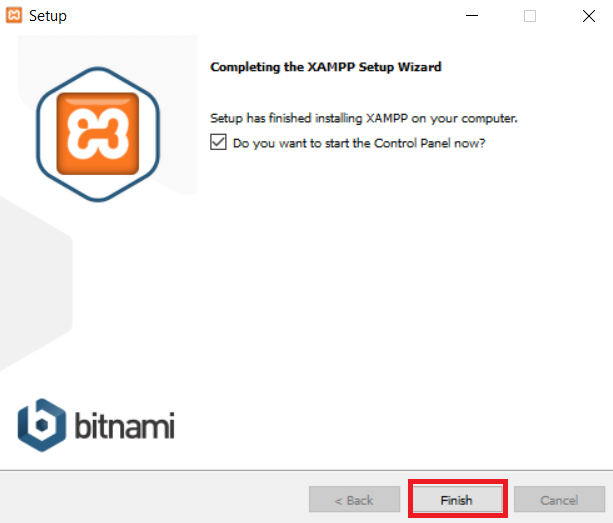 Setup
Completing the XAMPP Setup Wizard
Setup has finished installing XAMPP on your computer.
Do you want to start the Control Panel now?
bitnami
< Back
Finish
Cancel